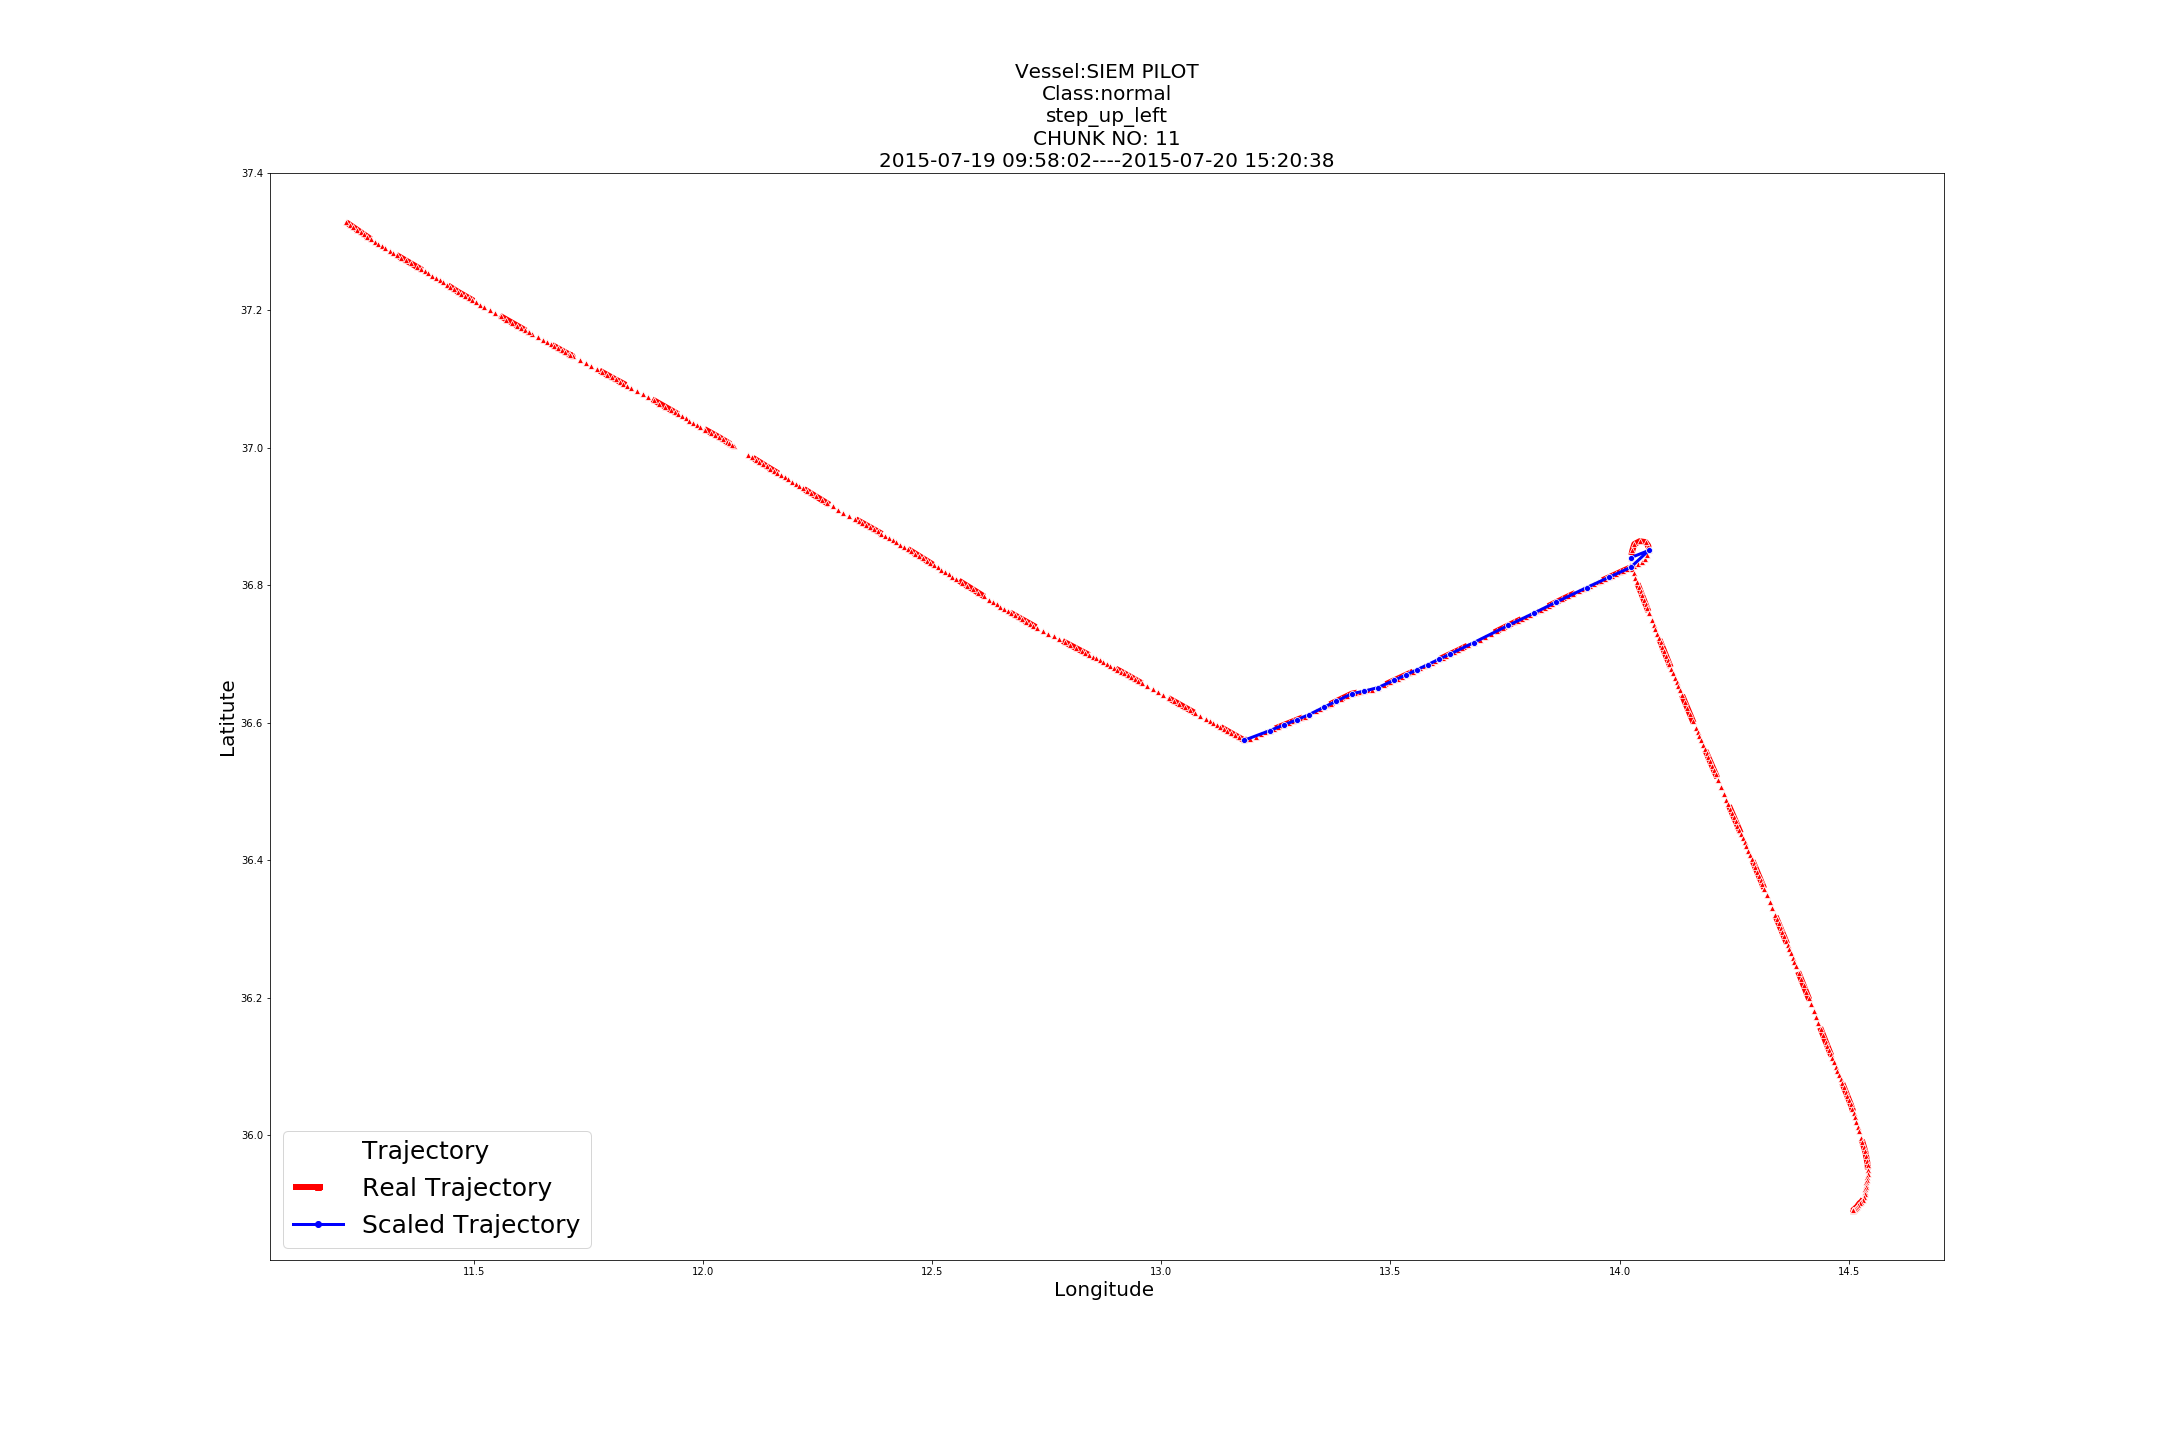 Vessel:SIEM PILOT
Class:normal
step_up_left
CHUNK NO: 11
2015-07-19 09:58:02----2015-07-20 15:20:38
37.4
37.2
37.0
36.8
36.6
36.4
36.2
36.0
Latitute
Trajectory
Real Trajectory
Scaled Trajectory
11.5 12.0 12.5 13.0 13.5 14.0 14.5
Longitude